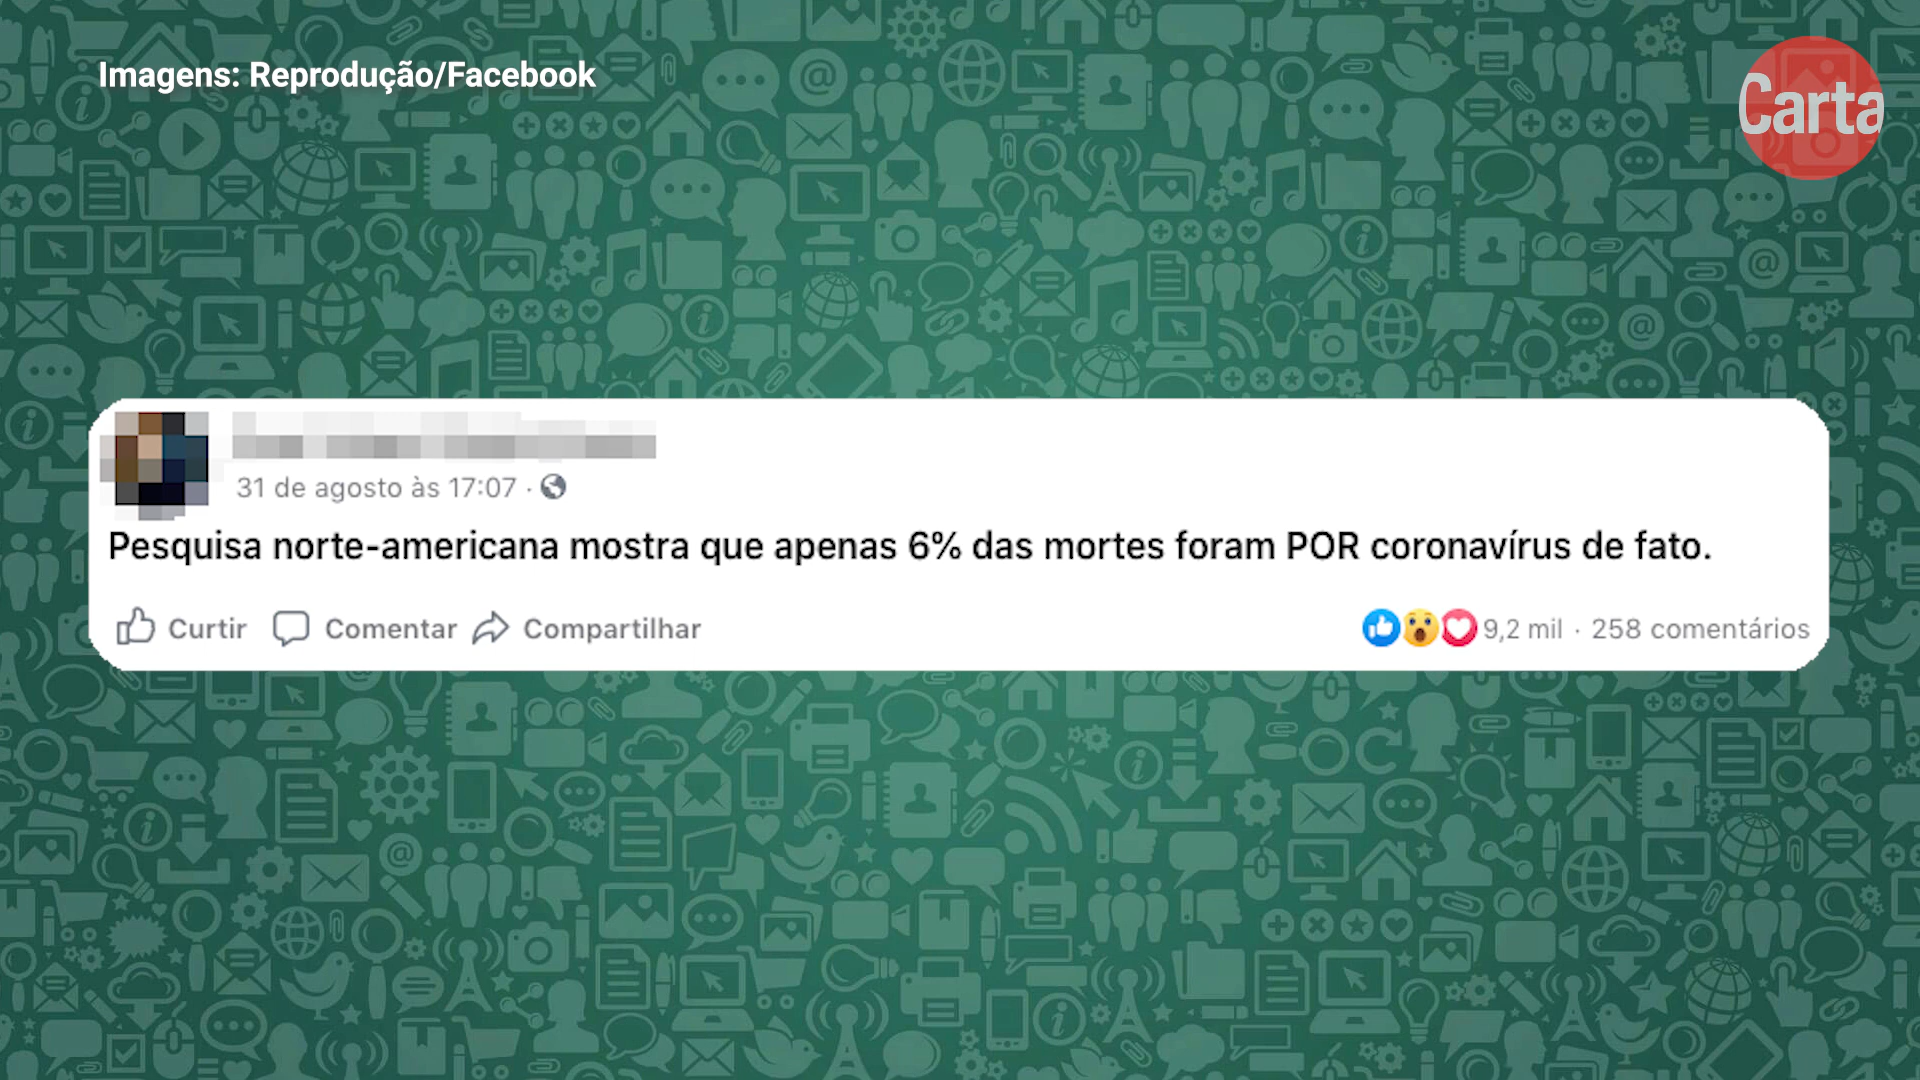 Imagens: Reprodução/Facebook
Carta
31 de agosto às 17:07 ·
Pesquisa norte-americana mostra que apenas 6% das mortes foram POR coronavírus de fato.
Curtir Comentar Compartilhar 9,2 mil · 258 comentários